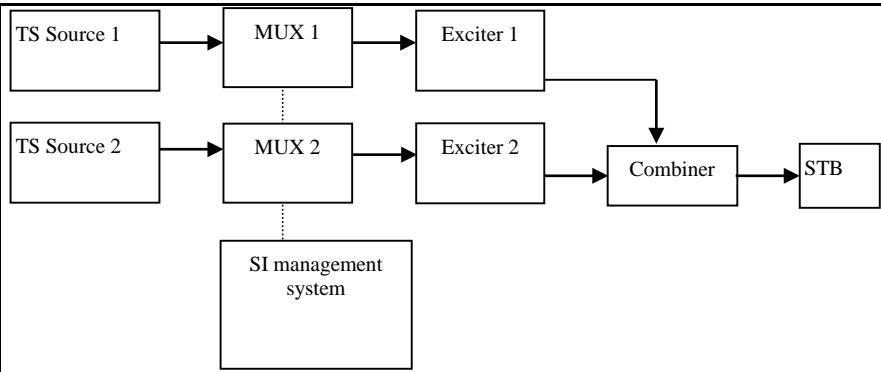 TS Source 1
MUX 1
Exciter 1
TS Source 2
MUX 2
Exciter 2
Combiner
STB
SI management
system